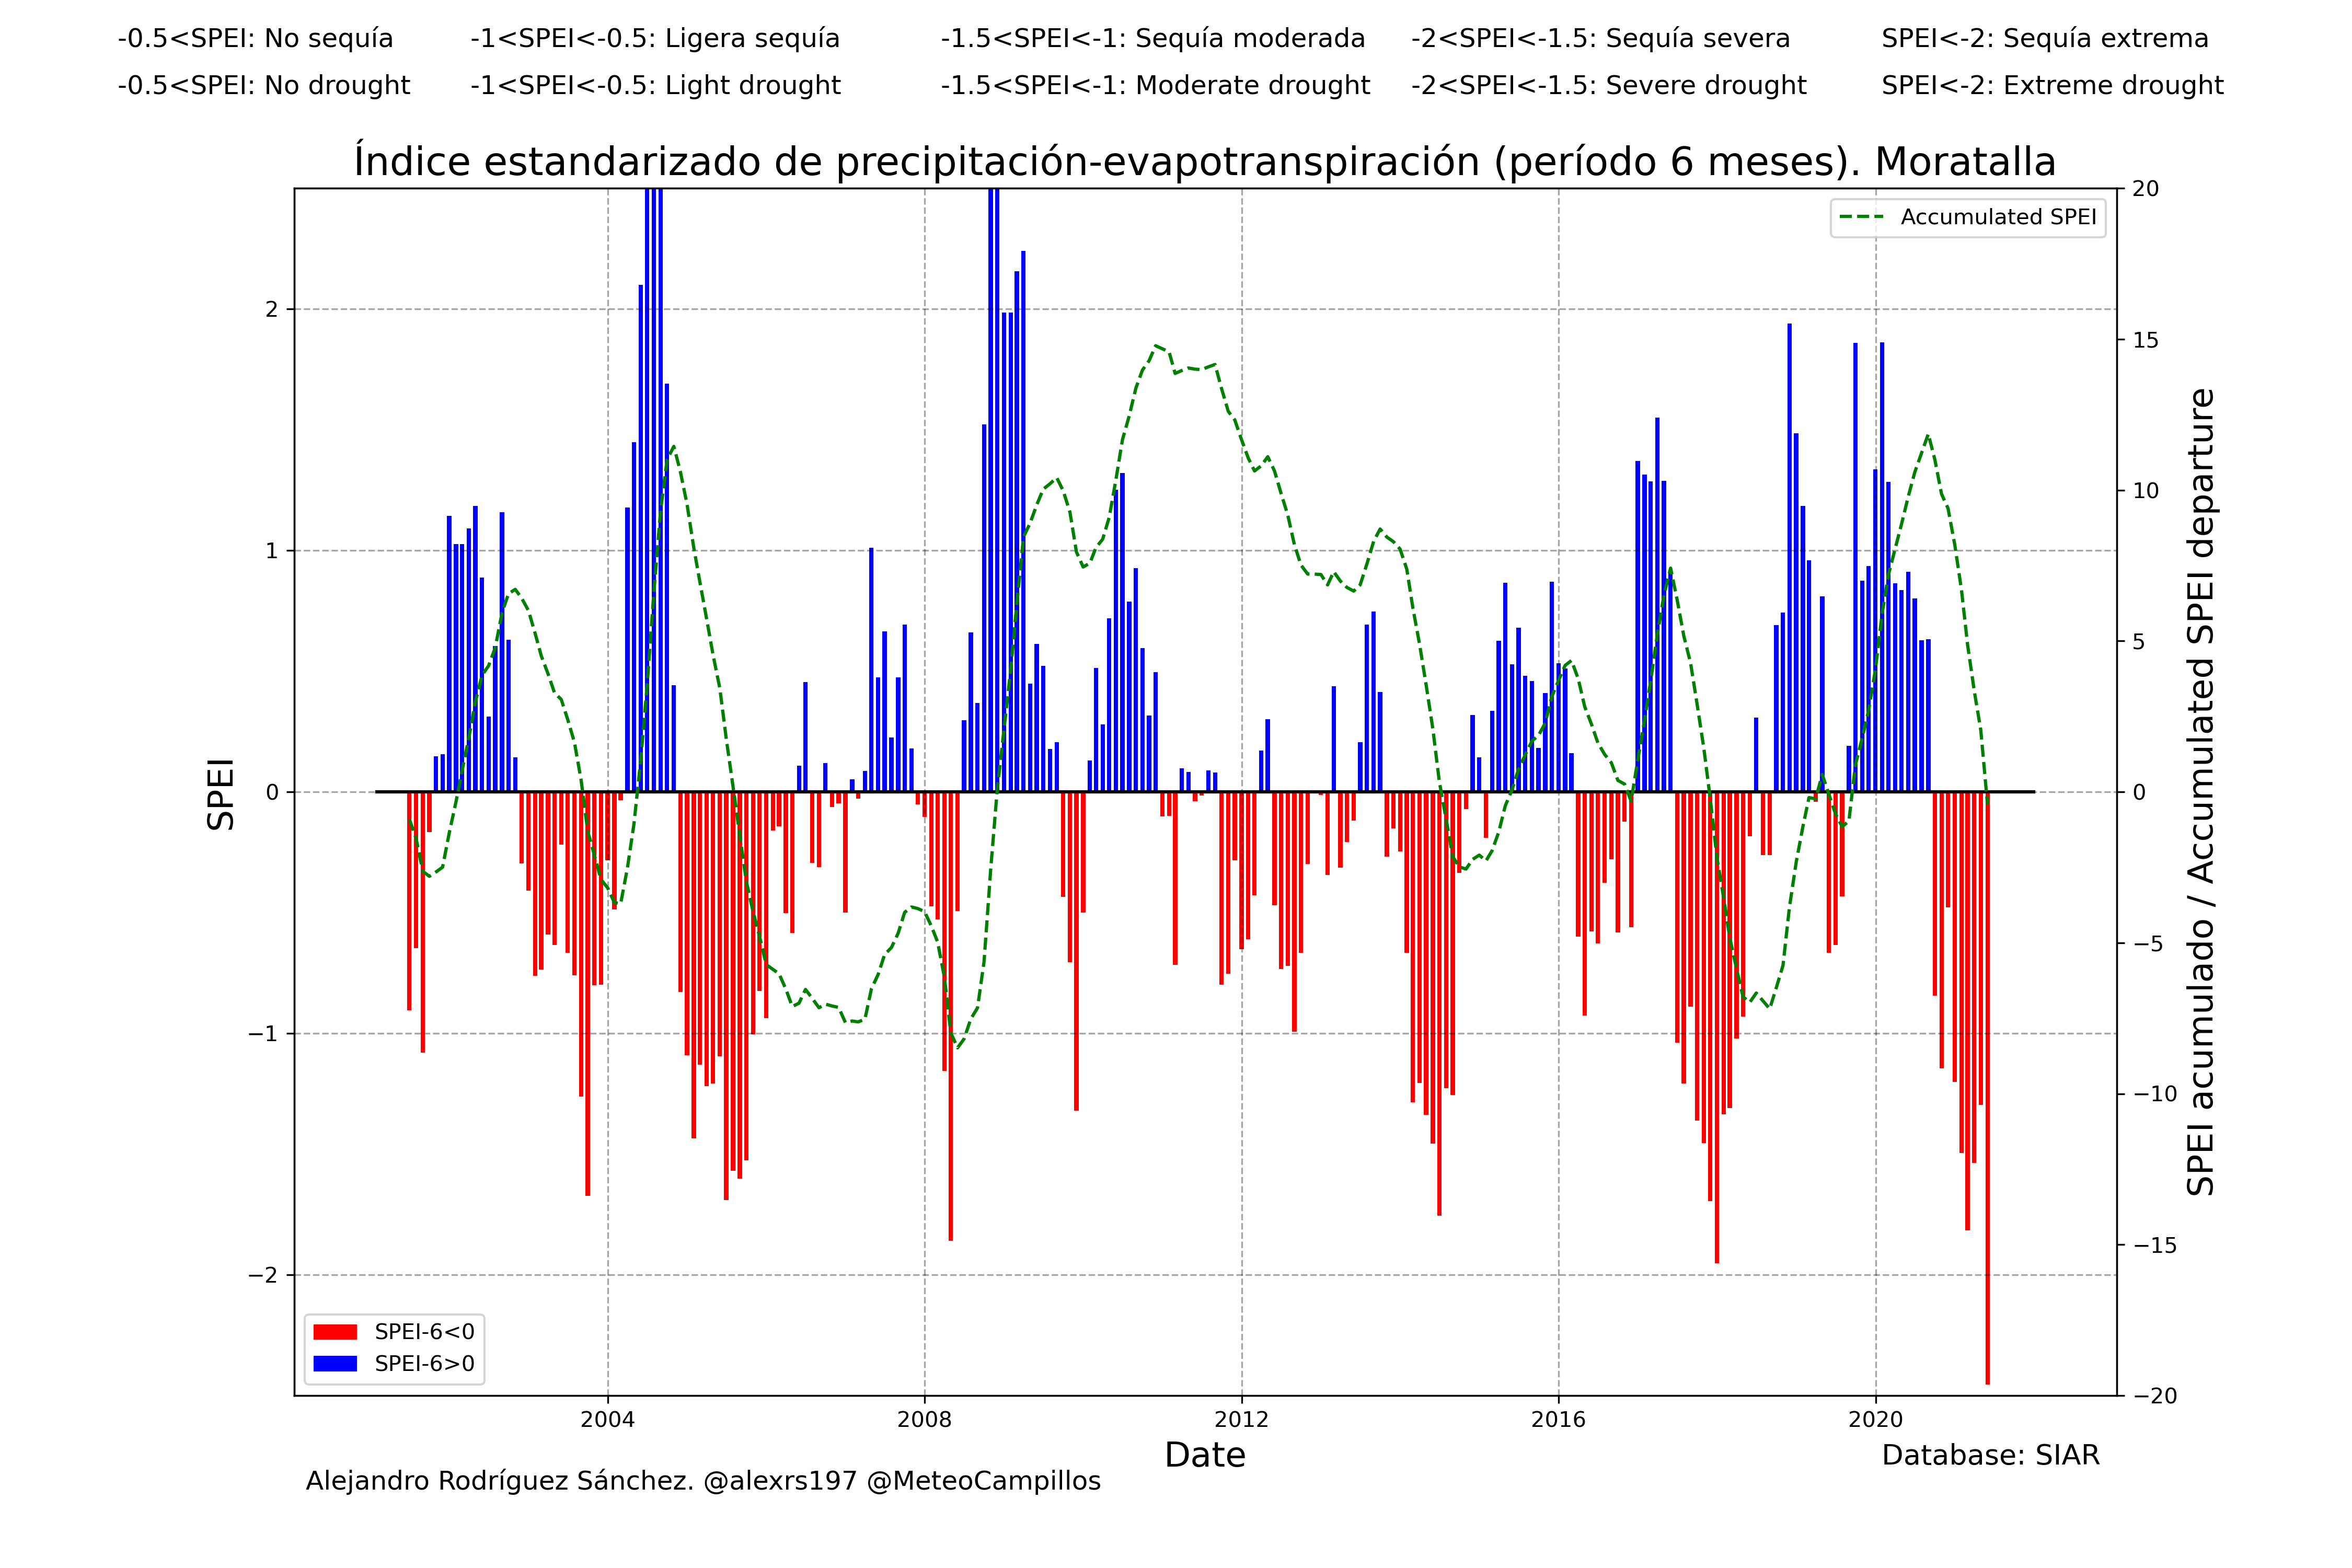 -0.5<SPEI: No sequía -1<SPEI<-0.5: Ligera sequía -1.5<SPEI<-1: Sequía moderada -2<SPEI<-1.5: Sequía severa SPEI<-2: Sequía extrema
-0.5<SPEI: No drought -1<SPEI<-0.5: Light drought -1.5<SPEI<-1: Moderate drought -2<SPEI<-1.5: Severe drought SPEI<-2: Extreme drought
Índice estandarizado de precipitación-evapotranspiración (período 6 meses). Moratalla
Accumulated SPEI
SPEI
2
1
0
−1
−2
20
15
10
5
0
−5
−10
−15
−20
SPEI acumulado / Accumulated SPEI departure
SPEI-6<0
SPEI-6>0
2004 2008 2012 2016 2020
Date
Database: SIAR
Alejandro Rodríguez Sánchez. @alexrs197 @MeteoCampillos